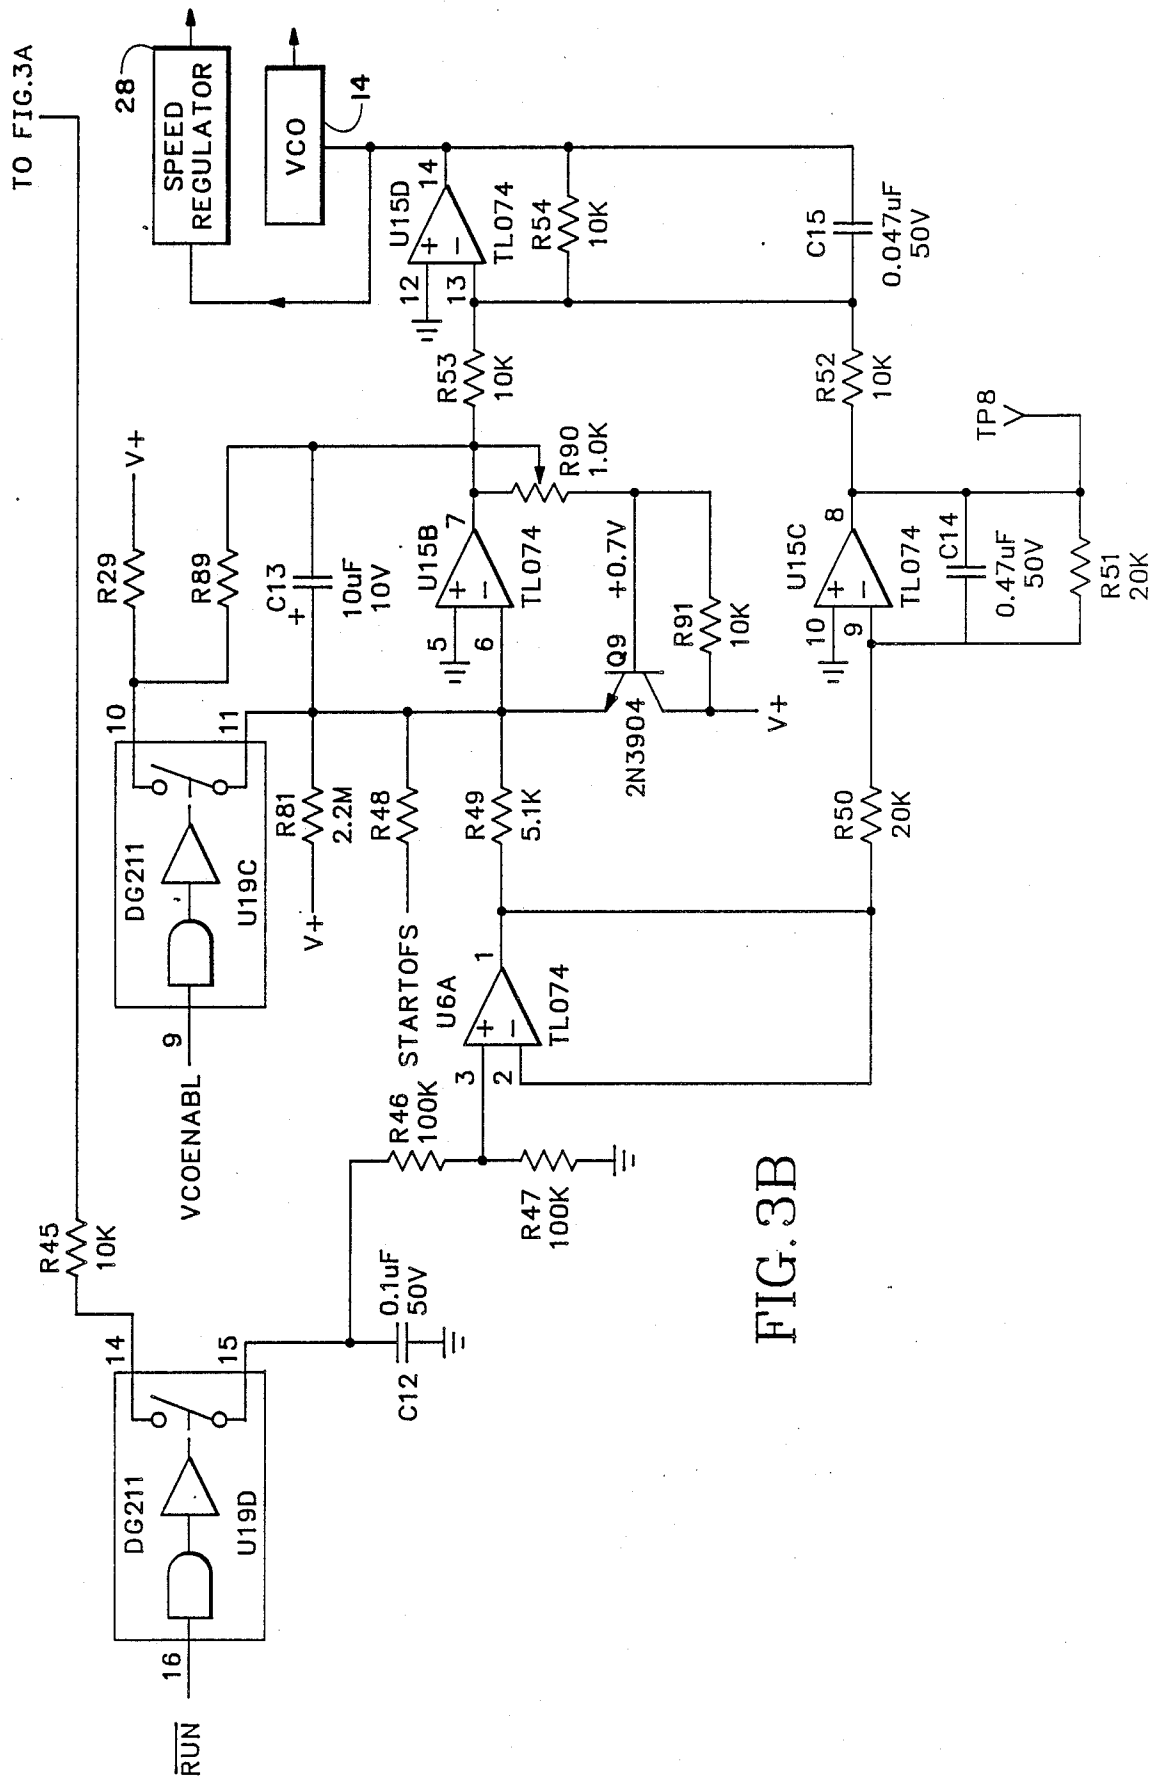 TO FIG.3A
28
SPEED
REGULATOR
VCO
14
R45
10K
V+
R29
R89
DG211
U19C
9
10
11
VCOENABL
C13
+
10uF
10V
R81
2.2M
V+
R48
STARTOFS
R49
5.1K
U15B
5
6
7
+
−
TL074
R90
1.0K
+0.7V
Q9
2N3904
R91
10K
V+
R53
10K
U15D
12
13
14
+
−
TL074
R54
10K
C15
0.047uF
50V
R52
10K
TP8
U15C
10
9
8
+
−
TL074
C14
0.47uF
50V
R51
20K
R50
20K
U6A
3
2
1
+
−
TL074
R46
100K
R47
100K
C12
0.1uF
50V
DG211
U19D
14
15
16
RUN
FIG. 3B